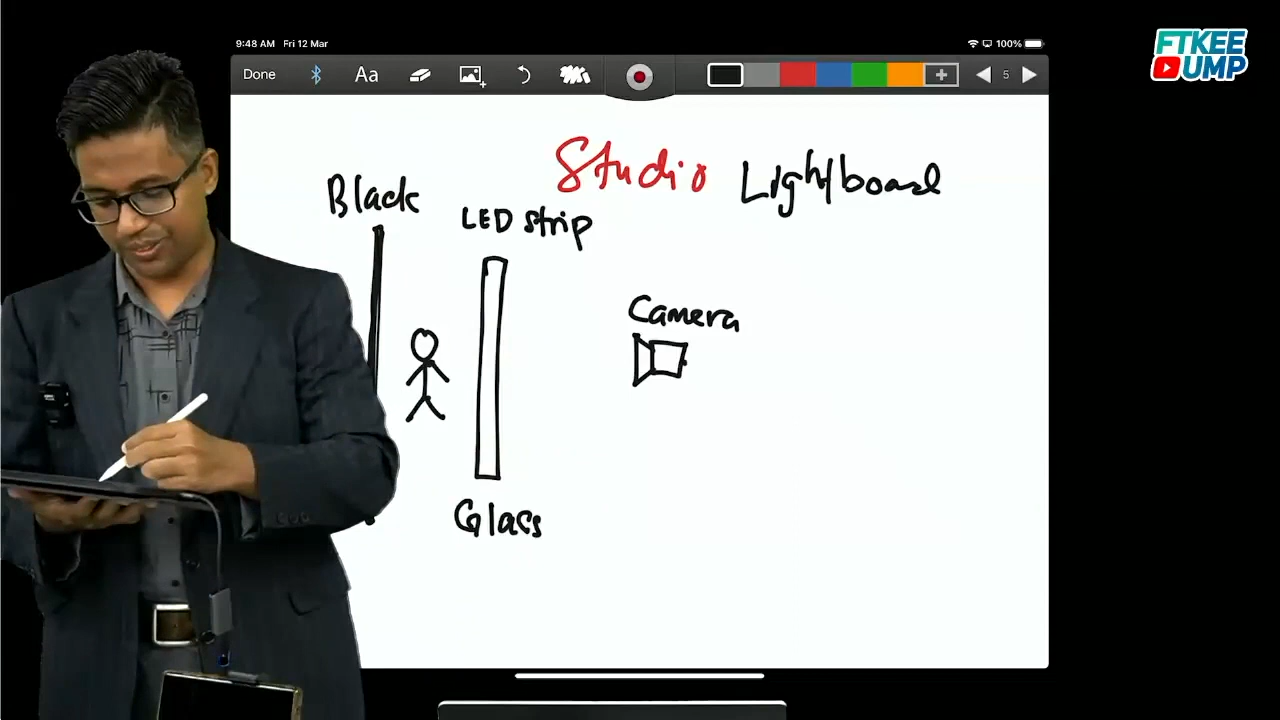 9:48 AM Fri 12 Mar
100%
FTKEE
UMP
Done
Aa
5
Studio Lightboard
Black
LED strip
Camera
Glass